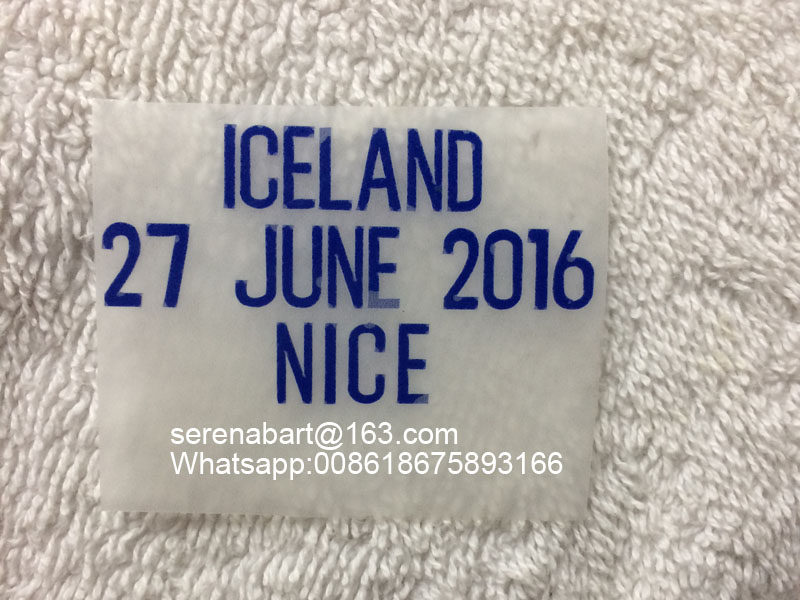 ICELAND
27 JUNE 2016
NICE
serenabart@163.com
Whatsapp:008618675893166